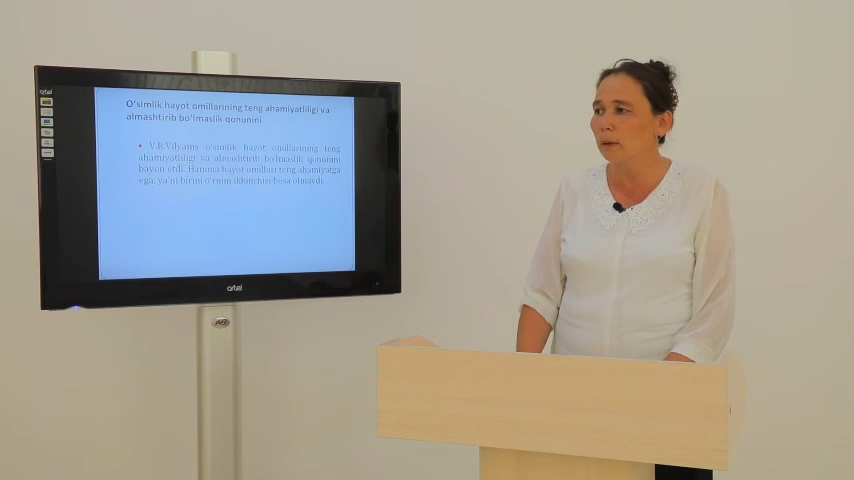 artel
O'simlik hayot omillarining teng ahamiyatliligi va
almashtirib bo'lmaslik qonunini
• V.R.Vilyams o'simlik hayot omillarining teng
ahamiyatliligi va almashtirib bo'lmaslik qonunini
bayon etdi. Hamma hayot omillari teng ahamiyatga
ega, ya'ni birini o'rnini ikkinchisi bosa olmaydi.
artel